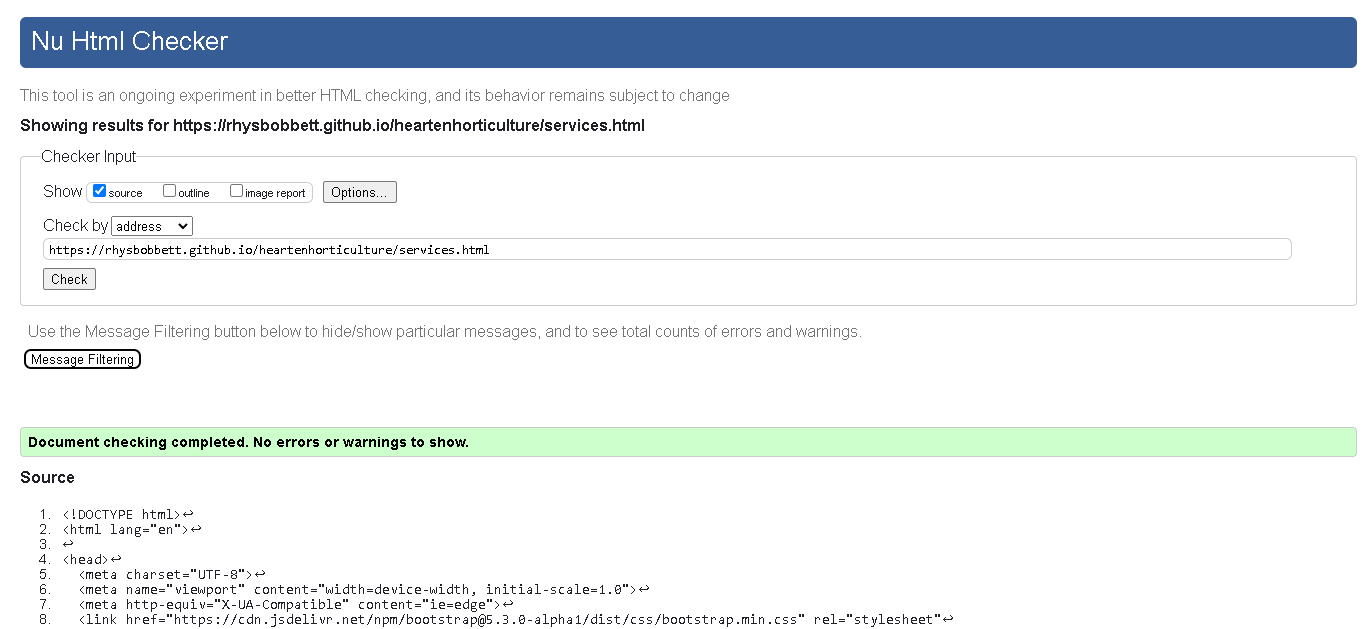 Nu Html Checker
This tool is an ongoing experiment in better HTML checking, and its behavior remains subject to change
Showing results for https://rhysbobbett.github.io/heartenhorticulture/services.html
Checker Input
Show source outline image report Options...
Check by address
https://rhysbobbett.github.io/heartenhorticulture/services.html
Check
Use the Message Filtering button below to hide/show particular messages, and to see total counts of errors and warnings.
Message Filtering
Document checking completed. No errors or warnings to show.
Source
1. <!DOCTYPE html>↩
2. <html lang="en">↩
3. ↩
4. <head>↩
5. <meta charset="UTF-8">↩
6. <meta name="viewport" content="width=device-width, initial-scale=1.0">↩
7. <meta http-equiv="X-UA-Compatible" content="ie=edge">↩
8. <link href="https://cdn.jsdelivr.net/npm/bootstrap@5.3.0-alpha1/dist/css/bootstrap.min.css" rel="stylesheet"↩